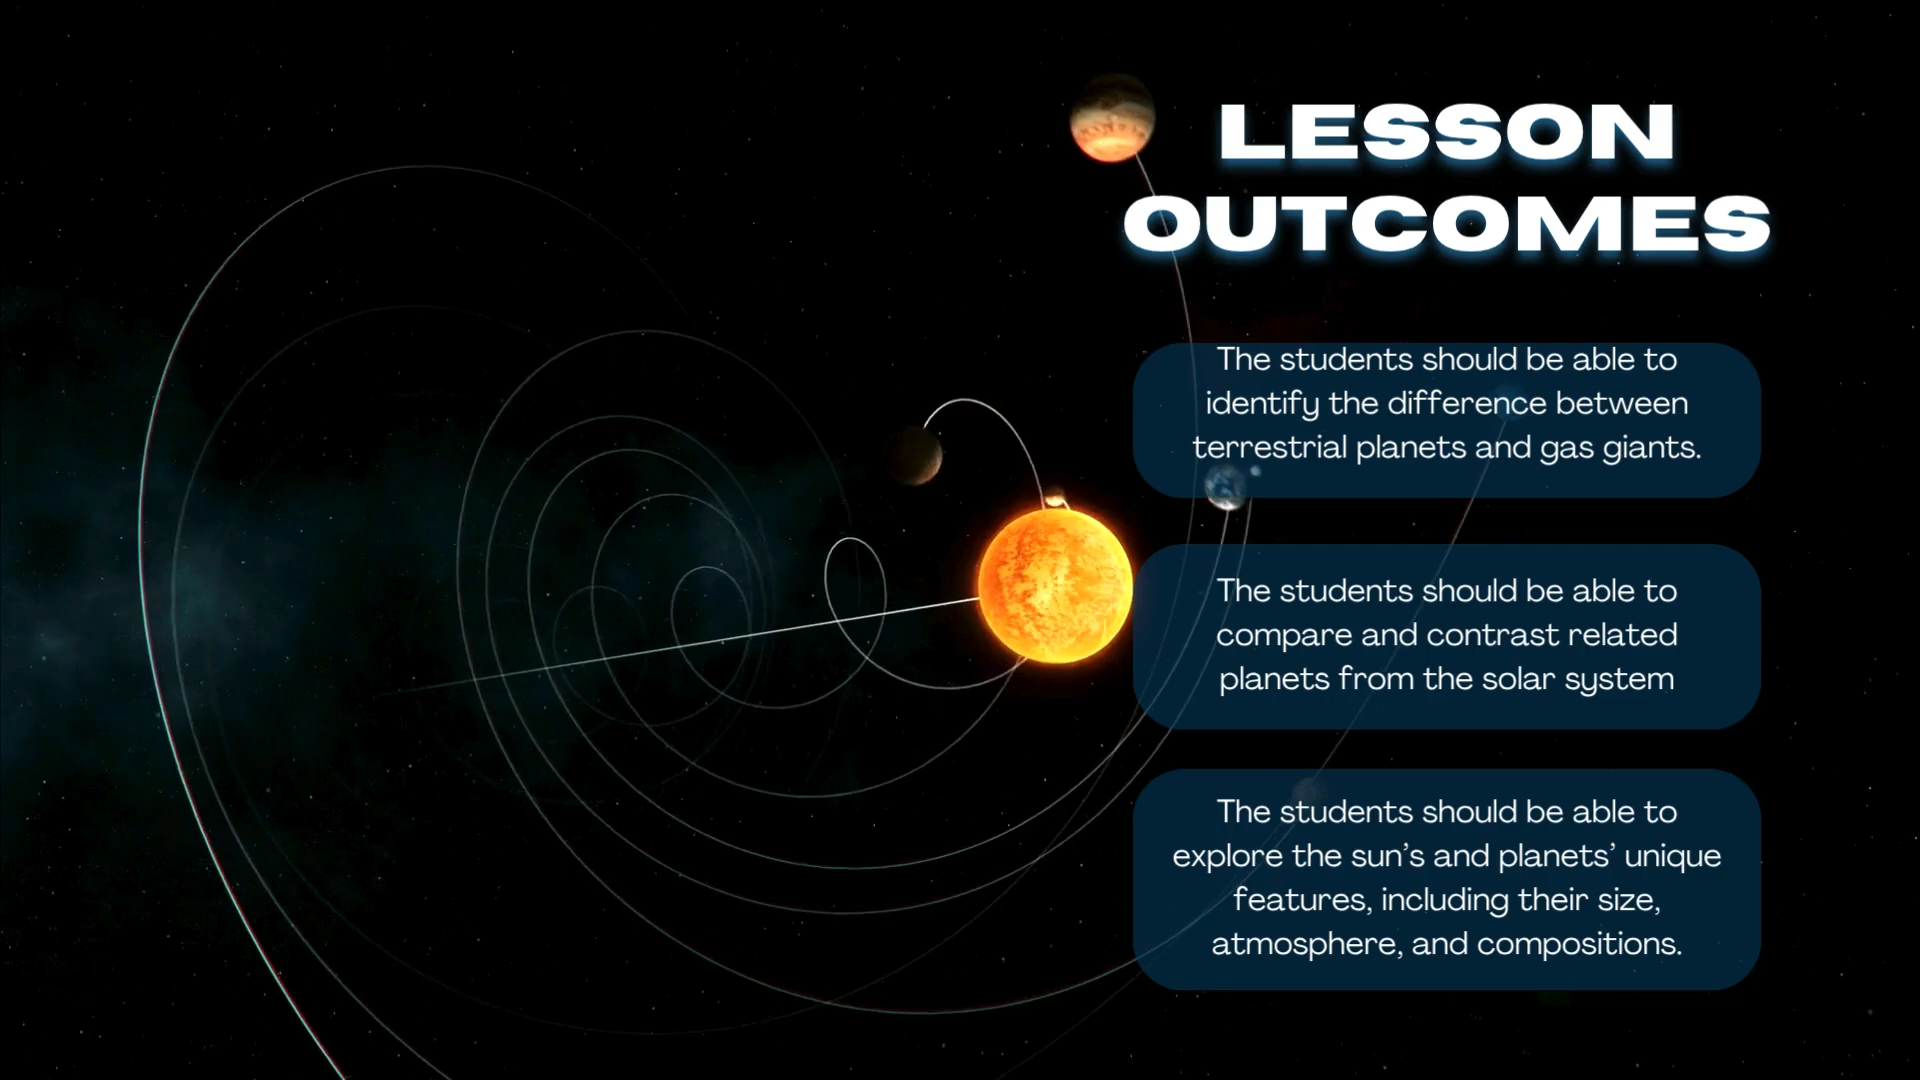 LESSON
OUTCOMES
The students should be able to
identify the difference between
terrestrial planets and gas giants.
The students should be able to
compare and contrast related
planets from the solar system
The students should be able to
explore the sun’s and planets’ unique
features, including their size,
atmosphere, and compositions.